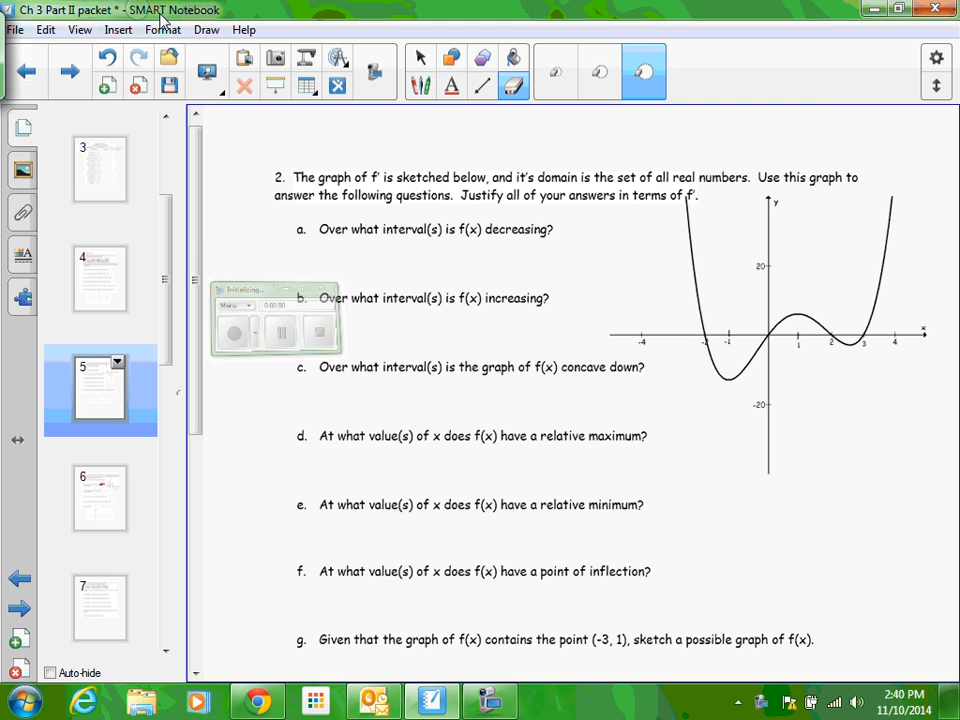 Ch 3 Part II packet * - SMART Notebook
File Edit View Insert Format Draw Help
3
4
5
6
7
Auto-hide
2. The graph of f' is sketched below, and it's domain is the set of all real numbers. Use this graph to
answer the following questions. Justify all of your answers in terms of f'.
a. Over what interval(s) is f(x) decreasing?
Initializing...
Menu 0:00:00
b. Over what interval(s) is f(x) increasing?
c. Over what interval(s) is the graph of f(x) concave down?
d. At what value(s) of x does f(x) have a relative maximum?
e. At what value(s) of x does f(x) have a relative minimum?
f. At what value(s) of x does f(x) have a point of inflection?
g. Given that the graph of f(x) contains the point (-3, 1), sketch a possible graph of f(x).
y
20
x
-4 -2 -1 1 2 3 4
-20
2:40 PM
11/10/2014